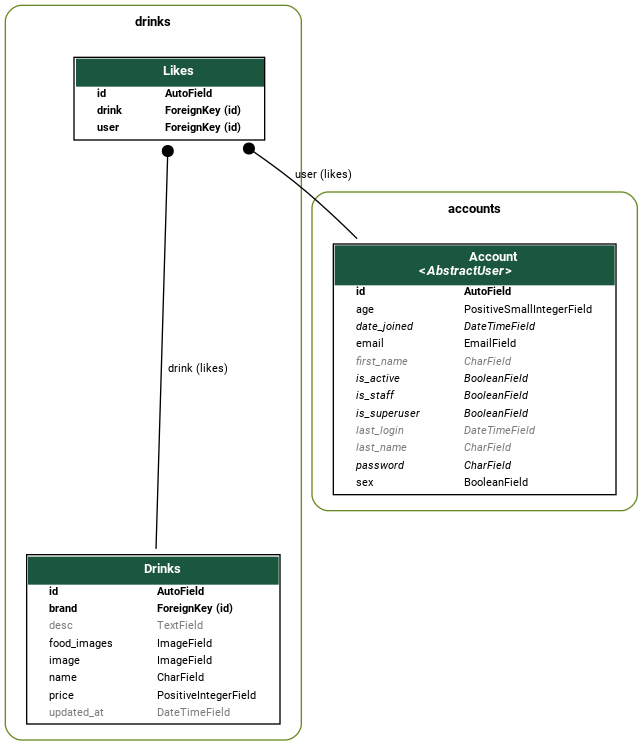 drinks
Likes
id AutoField
drink ForeignKey (id)
user ForeignKey (id)
user (likes)
accounts
Account
<AbstractUser>
id AutoField
age PositiveSmallIntegerField
date_joined DateTimeField
email EmailField
first_name CharField
is_active BooleanField
is_staff BooleanField
is_superuser BooleanField
last_login DateTimeField
last_name CharField
password CharField
sex BooleanField
drink (likes)
Drinks
id AutoField
brand ForeignKey (id)
desc TextField
food_images ImageField
image ImageField
name CharField
price PositiveIntegerField
updated_at DateTimeField